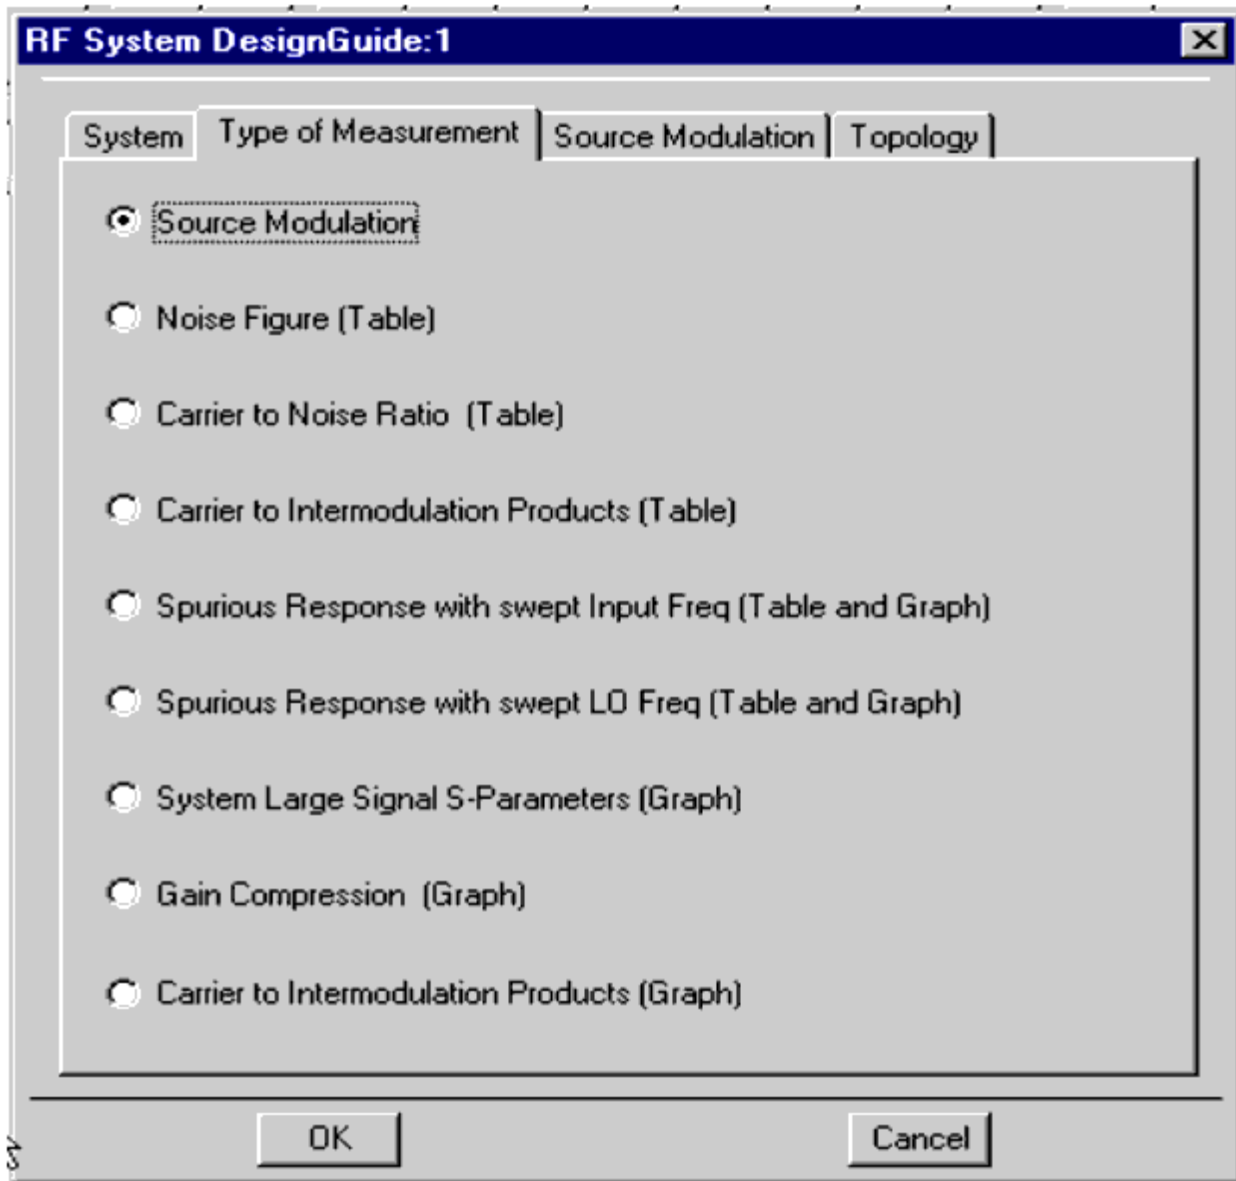 RF System DesignGuide:1
System Type of Measurement Source Modulation Topology
Source Modulation
Noise Figure (Table)
Carrier to Noise Ratio (Table)
Carrier to Intermodulation Products (Table)
Spurious Response with swept Input Freq (Table and Graph)
Spurious Response with swept LO Freq (Table and Graph)
System Large Signal S-Parameters (Graph)
Gain Compression (Graph)
Carrier to Intermodulation Products (Graph)
OK Cancel